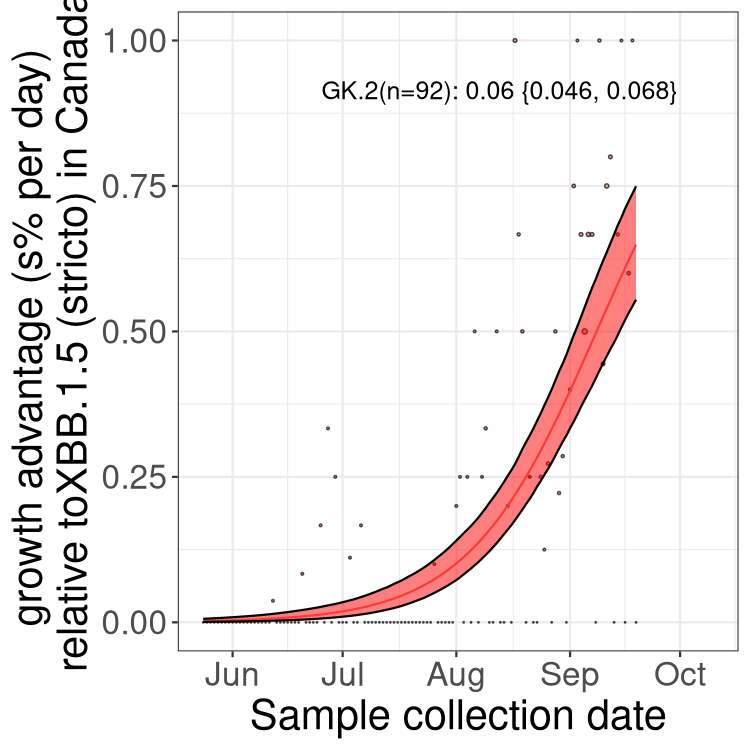 growth advantage (s% per day)
relative toXBB.1.5 (stricto) in Canada
1.00
0.75
0.50
0.25
0.00
GK.2(n=92): 0.06 {0.046, 0.068}
Jun Jul Aug Sep Oct
Sample collection date